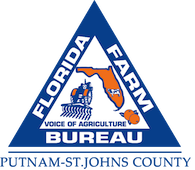 FLORIDA
FARM
VOICE OF AGRICULTURE
BUREAU
PUTNAM-ST.JOHNS COUNTY